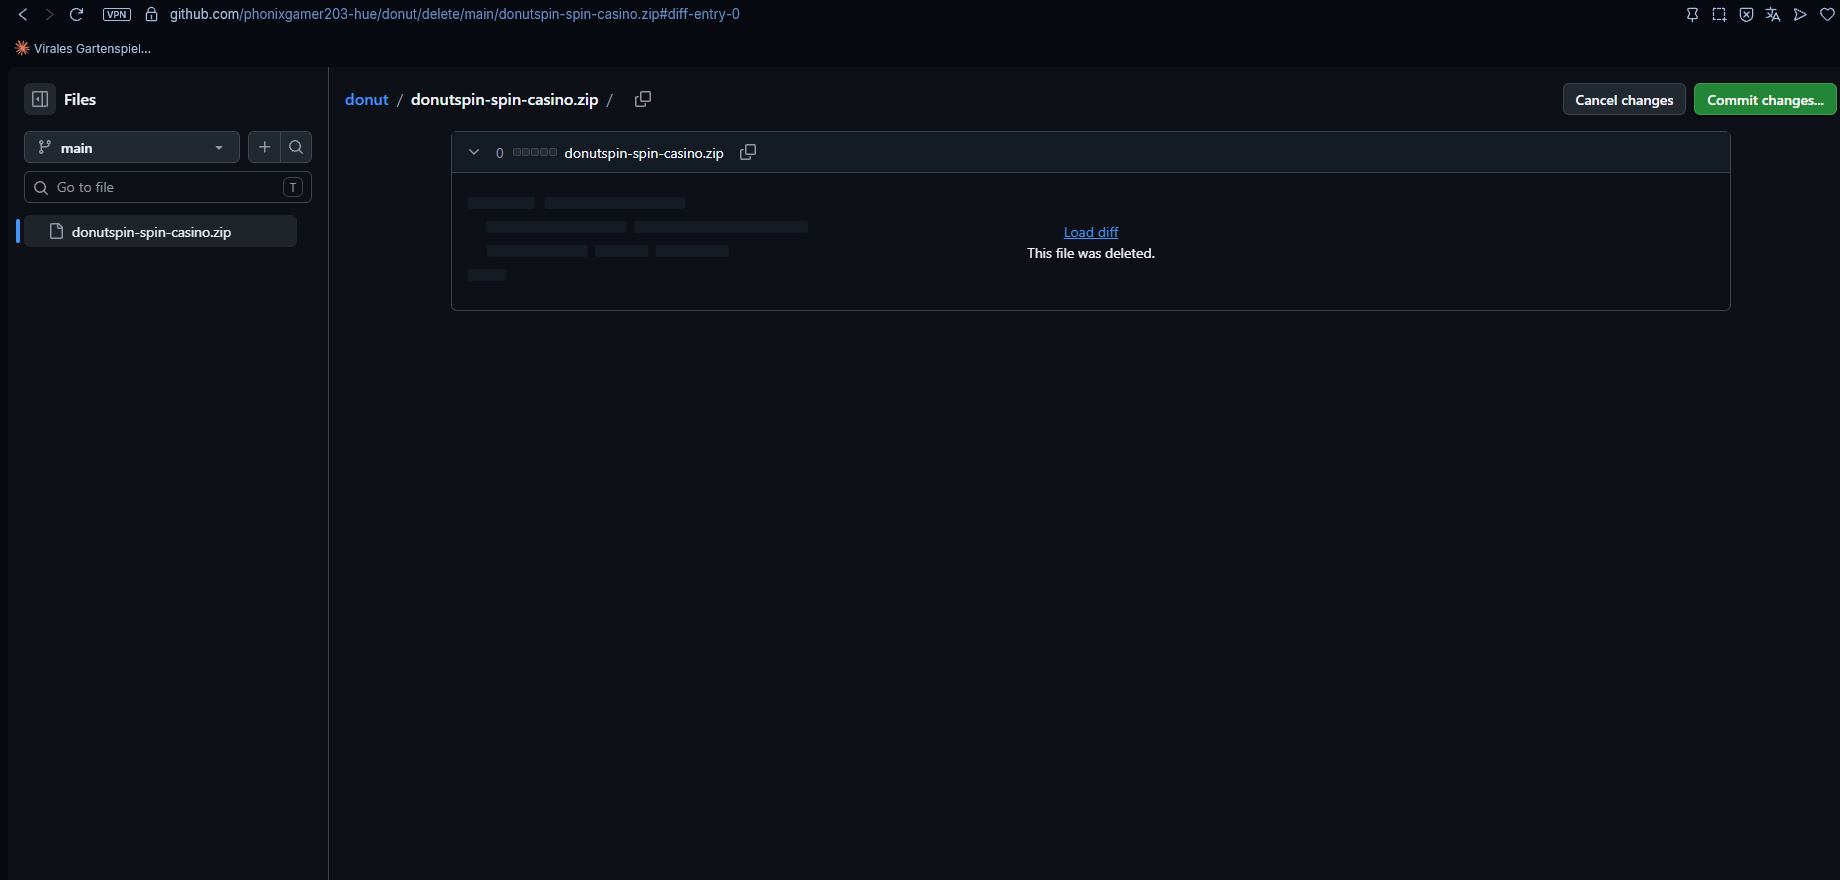 VPN
github.com/phonixgamer203-hue/donut/delete/main/donutspin-spin-casino.zip#diff-entry-0
Virales Gartenspiel...
Files
donut / donutspin-spin-casino.zip /
Cancel changes
Commit changes...
main
Go to file
T
donutspin-spin-casino.zip
0
donutspin-spin-casino.zip
Load diff
This file was deleted.